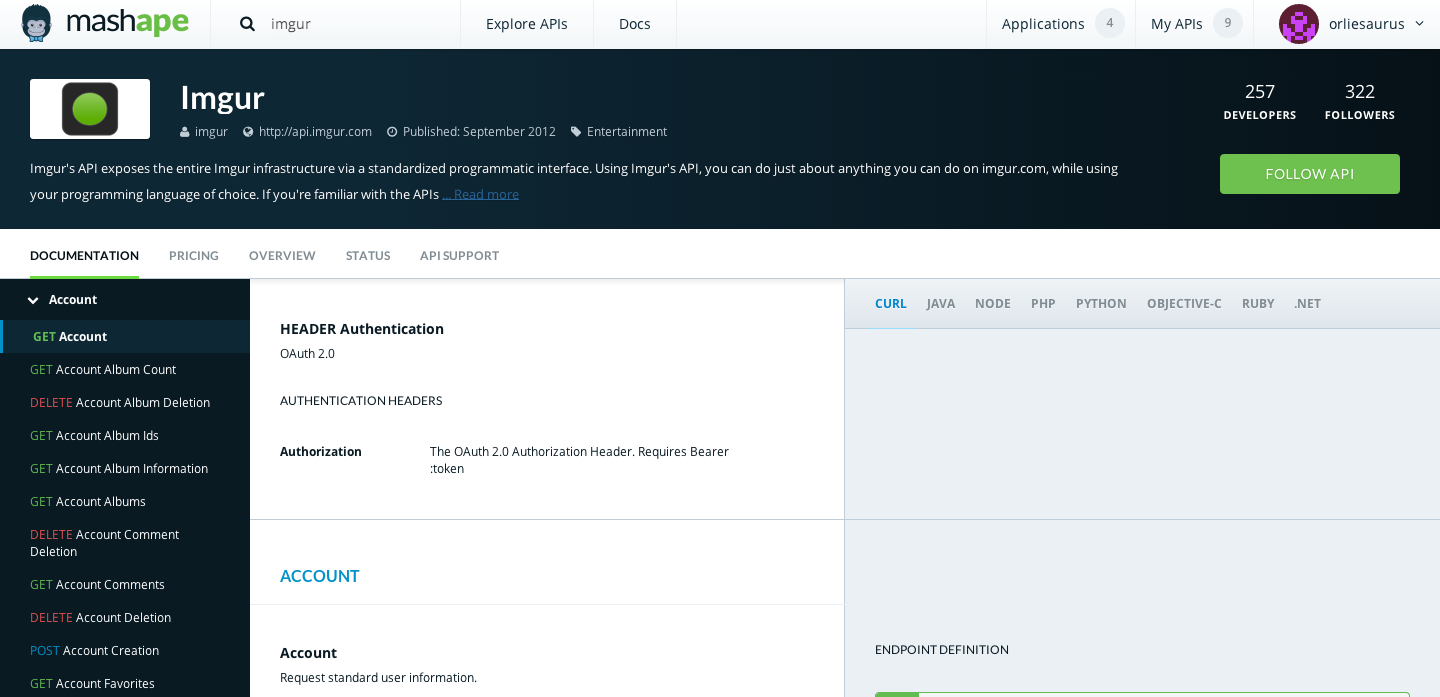 mashape
imgur
Explore APIs
Docs
Applications 4
My APIs 9
orliesaurus
Imgur
imgur http://api.imgur.com Published: September 2012 Entertainment
257
DEVELOPERS
322
FOLLOWERS
Imgur's API exposes the entire Imgur infrastructure via a standardized programmatic interface. Using Imgur's API, you can do just about anything you can do on imgur.com, while using
your programming language of choice. If you're familiar with the APIs ... Read more
FOLLOW API
DOCUMENTATION PRICING OVERVIEW STATUS API SUPPORT
Account
GET Account
GET Account Album Count
DELETE Account Album Deletion
GET Account Album Ids
GET Account Album Information
GET Account Albums
DELETE Account Comment
Deletion
GET Account Comments
DELETE Account Deletion
POST Account Creation
GET Account Favorites
HEADER Authentication
OAuth 2.0
AUTHENTICATION HEADERS
Authorization The OAuth 2.0 Authorization Header. Requires Bearer
:token
ACCOUNT
Account
Request standard user information.
CURL JAVA NODE PHP PYTHON OBJECTIVE-C RUBY .NET
ENDPOINT DEFINITION